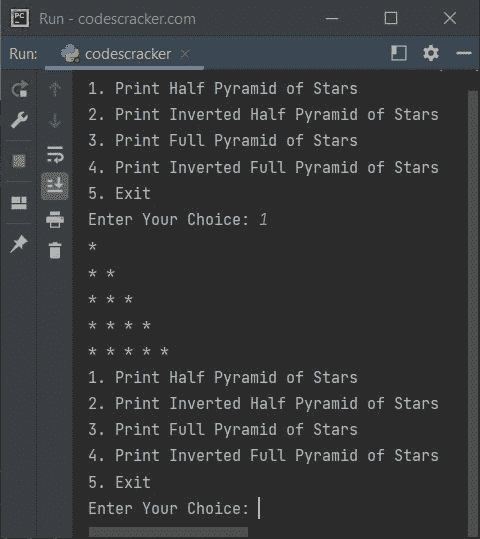 PC
Run - codescracker.com
Run: codescracker
1. Print Half Pyramid of Stars
2. Print Inverted Half Pyramid of Stars
3. Print Full Pyramid of Stars
4. Print Inverted Full Pyramid of Stars
5. Exit
Enter Your Choice: 1
*
* *
* * *
* * * *
* * * * *
1. Print Half Pyramid of Stars
2. Print Inverted Half Pyramid of Stars
3. Print Full Pyramid of Stars
4. Print Inverted Full Pyramid of Stars
5. Exit
Enter Your Choice: